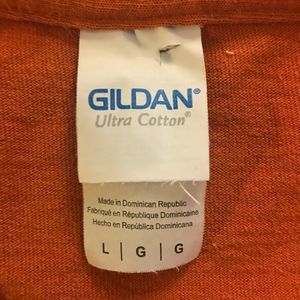 GILDAN®
Ultra Cotton®
Made in Dominican Republic
Fabriqué en République Dominicaine
Hecho en República Dominicana
L | G | G